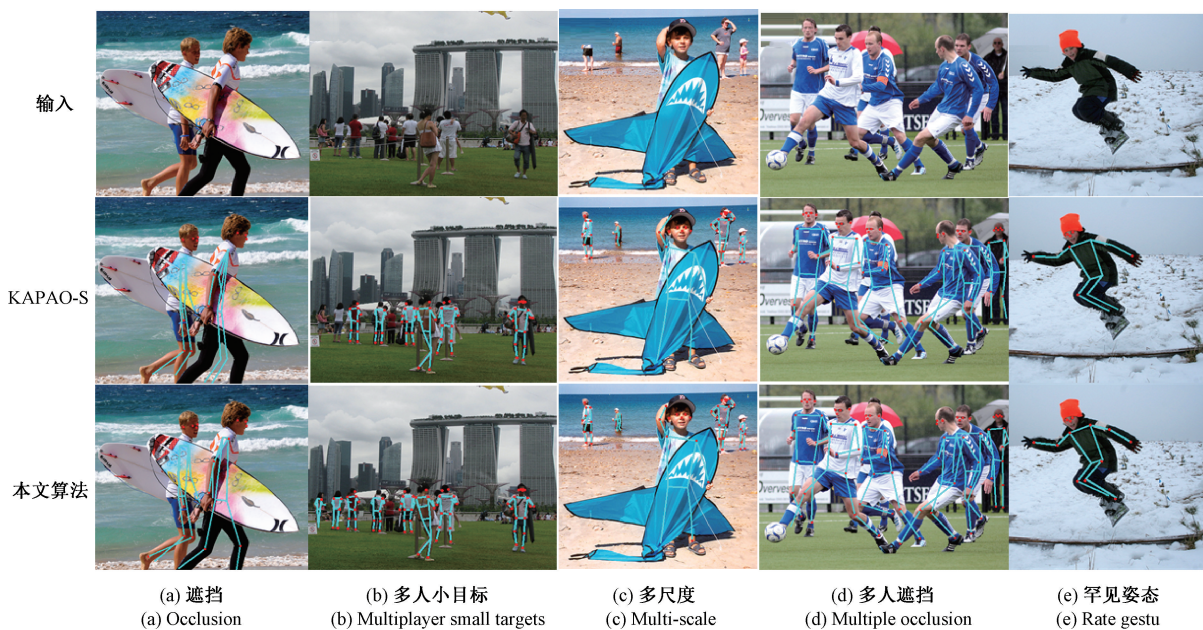 输入
KAPAO-S
本文算法
(a) 遮挡
(a) Occlusion
(b) 多人小目标
(b) Multiplayer small targets
(c) 多尺度
(c) Multi-scale
(d) 多人遮挡
(d) Multiple occlusion
(e) 罕见姿态
(e) Rate gestu